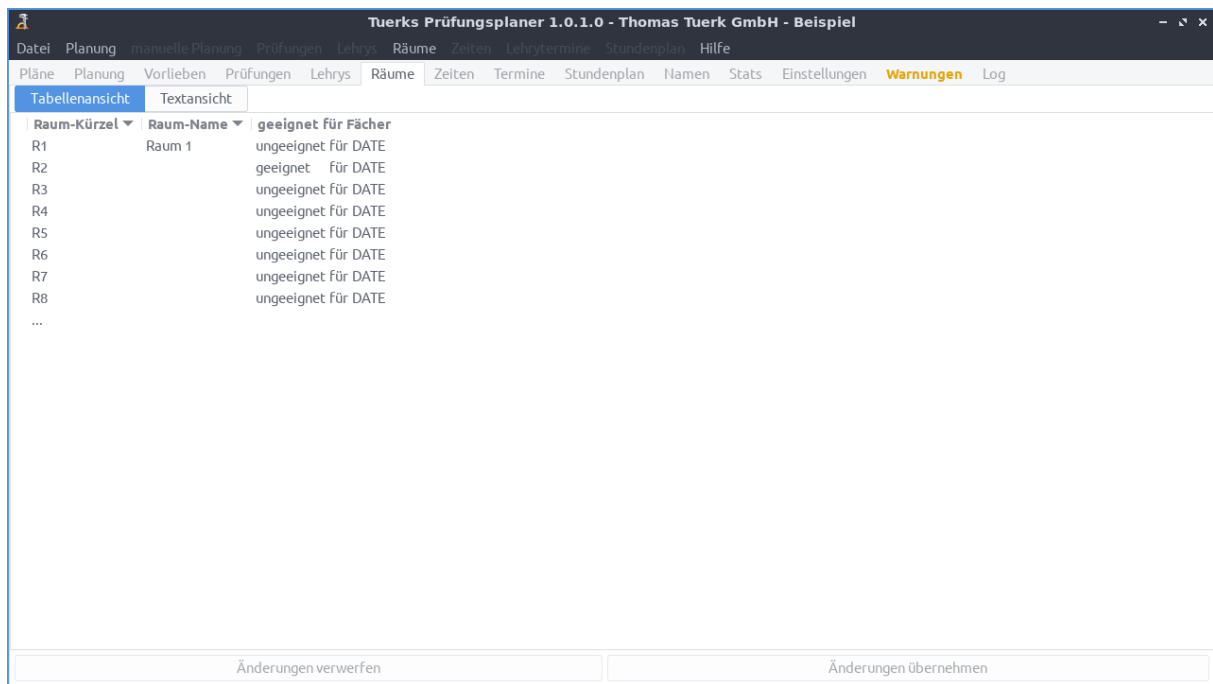 Tuerks Prüfungsplaner 1.0.1.0 - Thomas Tuerk GmbH - Beispiel
Datei Planung manuelle Planung Prüfungen Lehrys Räume Zeiten Lehrytermine Stundenplan Hilfe
Pläne Planung Vorlieben Prüfungen Lehrys Räume Zeiten Termine Stundenplan Namen Stats Einstellungen Warnungen Log
Tabellenansicht Textansicht
Raum-Kürzel Raum-Name geeignet für Fächer
R1 Raum 1 ungeeignet für DATE
R2 geeignet für DATE
R3 ungeeignet für DATE
R4 ungeeignet für DATE
R5 ungeeignet für DATE
R6 ungeeignet für DATE
R7 ungeeignet für DATE
R8 ungeeignet für DATE
...
Änderungen verwerfen Änderungen übernehmen